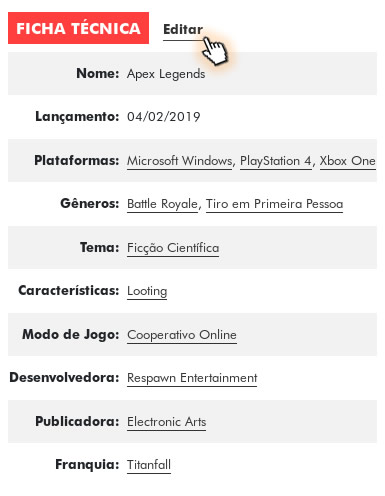 FICHA TÉCNICA Editar
Nome: Apex Legends
Lançamento: 04/02/2019
Plataformas: Microsoft Windows, PlayStation 4, Xbox One
Gêneros: Battle Royale, Tiro em Primeira Pessoa
Tema: Ficção Científica
Características: Looting
Modo de Jogo: Cooperativo Online
Desenvolvedora: Respawn Entertainment
Publicadora: Electronic Arts
Franquia: Titanfall